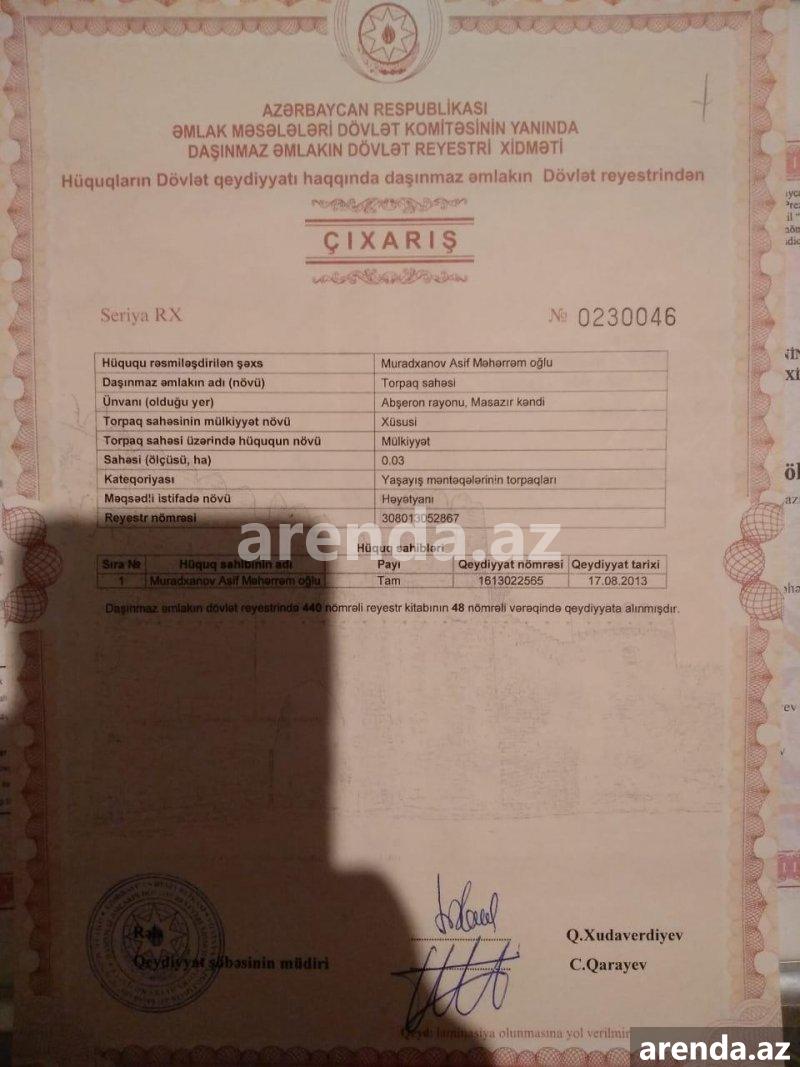 AZƏRBAYCAN RESPUBLİKASI
ƏMLAK MƏSƏLƏLƏRİ DÖVLƏT KOMİTƏSİNİN YANINDA
DAŞINMAZ ƏMLAKIN DÖVLƏT REYESTRİ XİDMƏTİ
Hüquqların Dövlət qeydiyyatı haqqında daşınmaz əmlakın Dövlət reyestrindən
ÇIXARIŞ
Seriya RX № 0230046
Hüququ rəsmiləşdirilən şəxs Muradxanov Asif Məhərrəm oğlu
Daşınmaz əmlakın adı (növü) Torpaq sahəsi
Ünvanı (olduğu yer) Abşeron rayonu, Masazır kəndi
Torpaq sahəsinin mülkiyyət növü Xüsusi
Torpaq sahəsi üzərində hüququn növü Mülkiyyət
Sahəsi (ölçüsü, ha) 0.03
Kateqoriyası Yaşayış məntəqələrinin torpaqları
Məqsədli istifadə növü Həyətyanı
Reyestr nömrəsi 308013052867
arenda.az
Hüquq sahibləri
Sıra № Hüquq sahibinin adı Payı Qeydiyyat nömrəsi Qeydiyyat tarixi
1 Muradxanov Asif Məhərrəm oğlu Tam 1613022565 17.08.2013
Daşınmaz əmlakın dövlət reyestrində 440 nömrəli reyestr kitabının 48 nömrəli vərəqində qeydiyyata alınmışdır.
Q.Xudaverdiyev
Qeydiyyat şöbəsinin müdiri C.Qarayev
Qeyd: laminasiya olunmasına yol verilmir
arenda.az